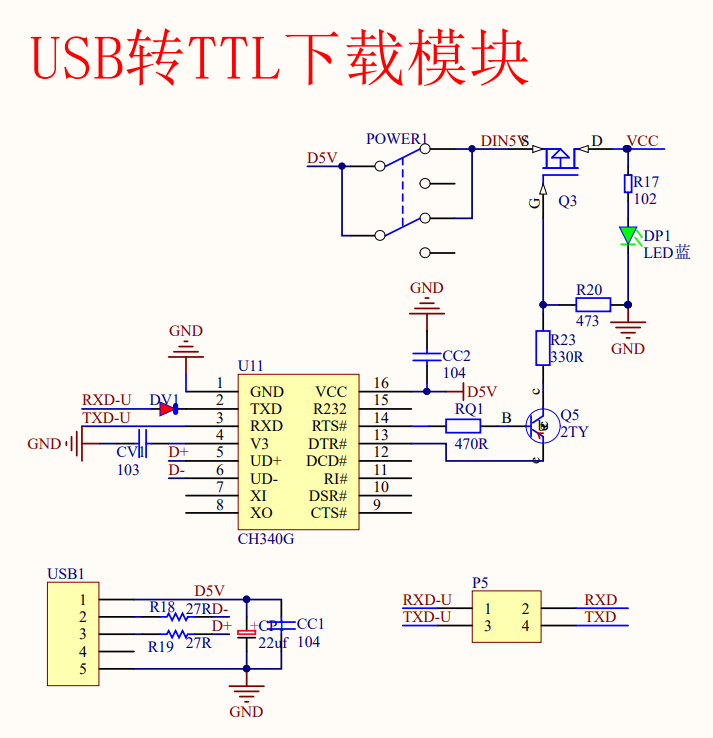 USB转TTL下载模块
POWER1
D5V
DIN5V
S
D
VCC
G
Q3
R17
102
DP1
LED蓝
R20
473
GND
GND
R23
330R
CC2
104
D5V
GND
U11
RXD-U
DV1
TXD-U
GND
CV1
103
D+
D-
1 GND VCC 16
2 TXD R232 15
3 RXD RTS# 14
4 V3 DTR# 13
5 UD+ DCD# 12
6 UD- RI# 11
7 XI DSR# 10
8 XO CTS# 9
CH340G
RQ1
470R
B
c
Q5
2TY
USB1
1
2
3
4
5
D5V
R18 27R D-
D+
R19 27R
CP
22uf
CC1
104
GND
P5
RXD-U 1 2 RXD
TXD-U 3 4 TXD